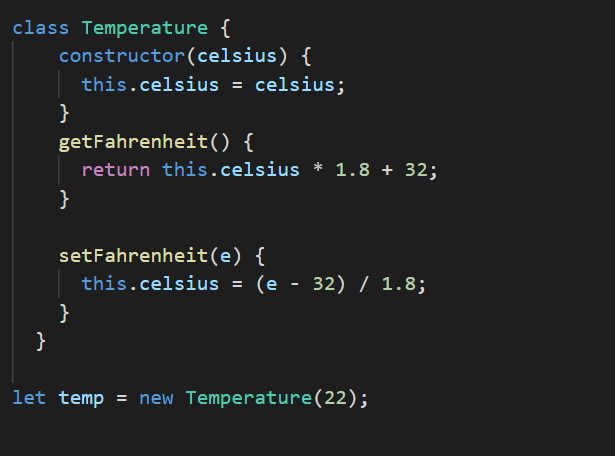 class Temperature {
constructor(celsius) {
this.celsius = celsius;
}
getFahrenheit() {
return this.celsius * 1.8 + 32;
}
setFahrenheit(e) {
this.celsius = (e - 32) / 1.8;
}
}
let temp = new Temperature(22);